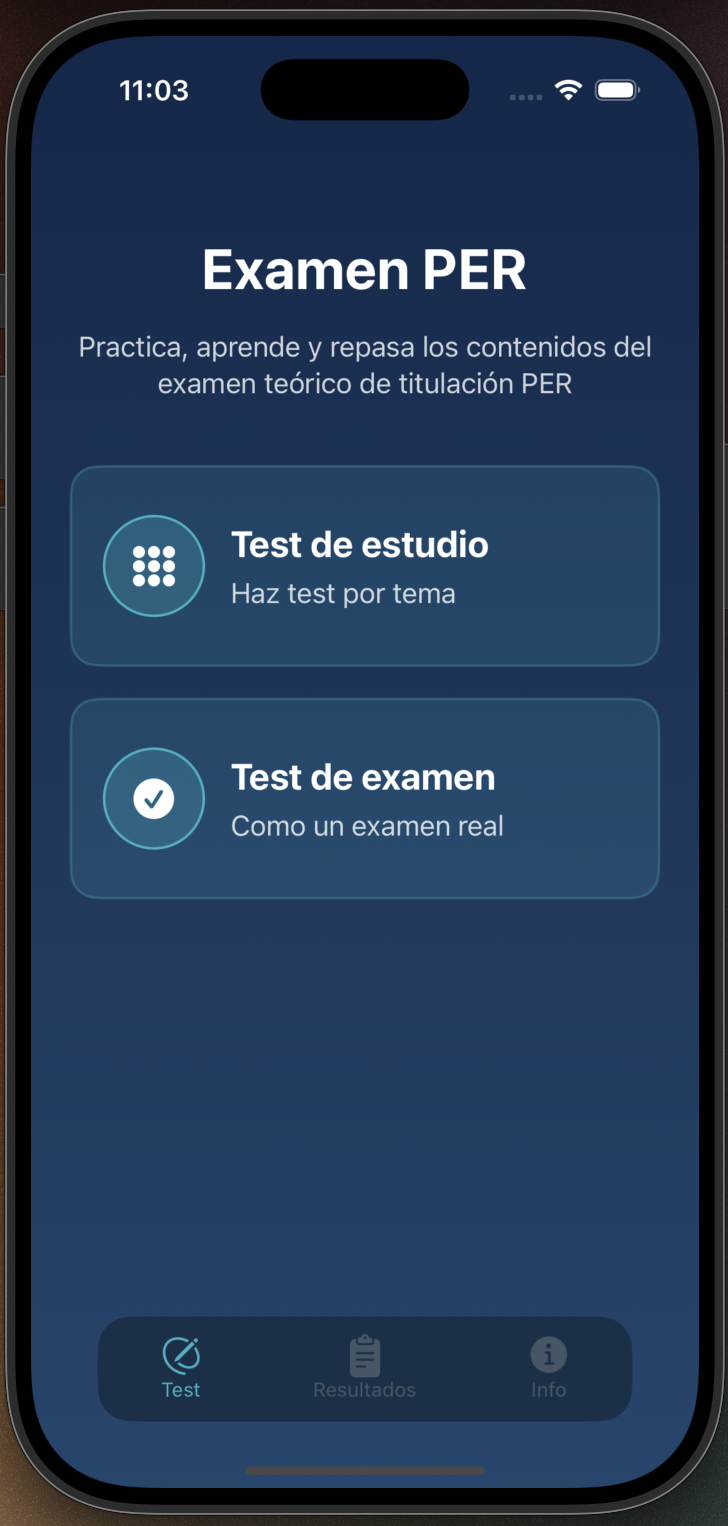 11:03
Examen PER
Practica, aprende y repasa los contenidos del
examen teórico de titulación PER
Test de estudio
Haz test por tema
Test de examen
Como un examen real
Test
Resultados
Info